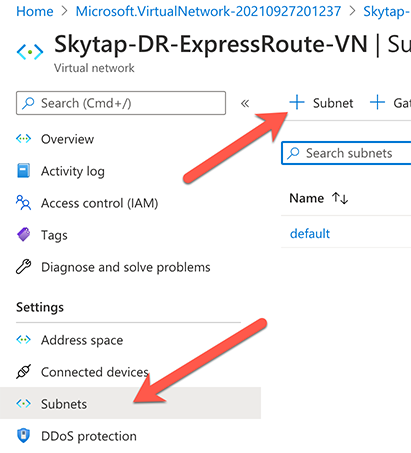 Home > Microsoft.VirtualNetwork-20210927201237 > Skytap-
Skytap-DR-ExpressRoute-VN | Su
Virtual network
Search (Cmd+/)
«
+ Subnet + Gat
Overview
Activity log
Access control (IAM)
Tags
Diagnose and solve problems
Settings
Address space
Connected devices
Subnets
DDoS protection
Search subnets
Name ↑↓
default